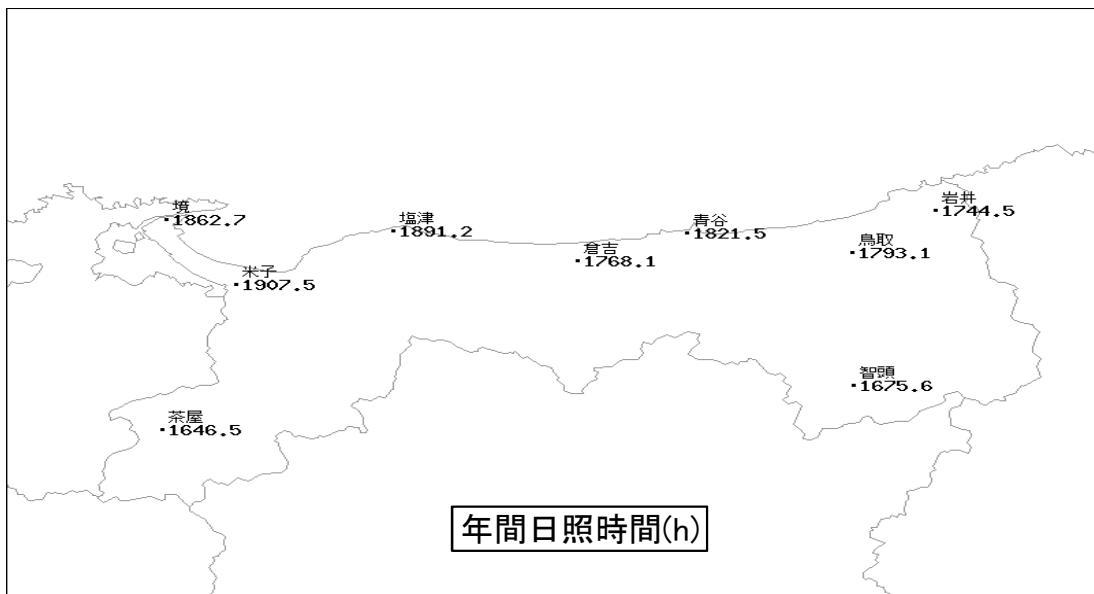 岩井
1744.5
境
1862.7
塩津
1891.2
青谷
1821.5
鳥取
1793.1
倉吉
1768.1
米子
1907.5
智頭
1675.6
茶屋
1646.5
年間日照時間(h)